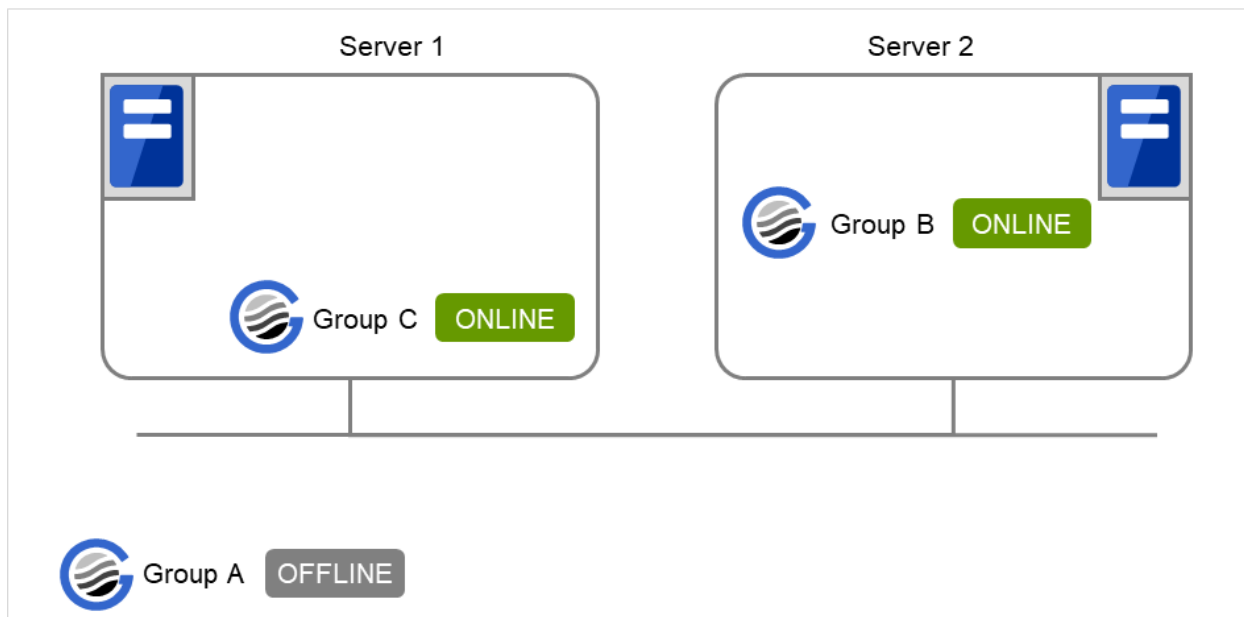 Server 1
Server 2
Group B ONLINE
Group C ONLINE
Group A OFFLINE